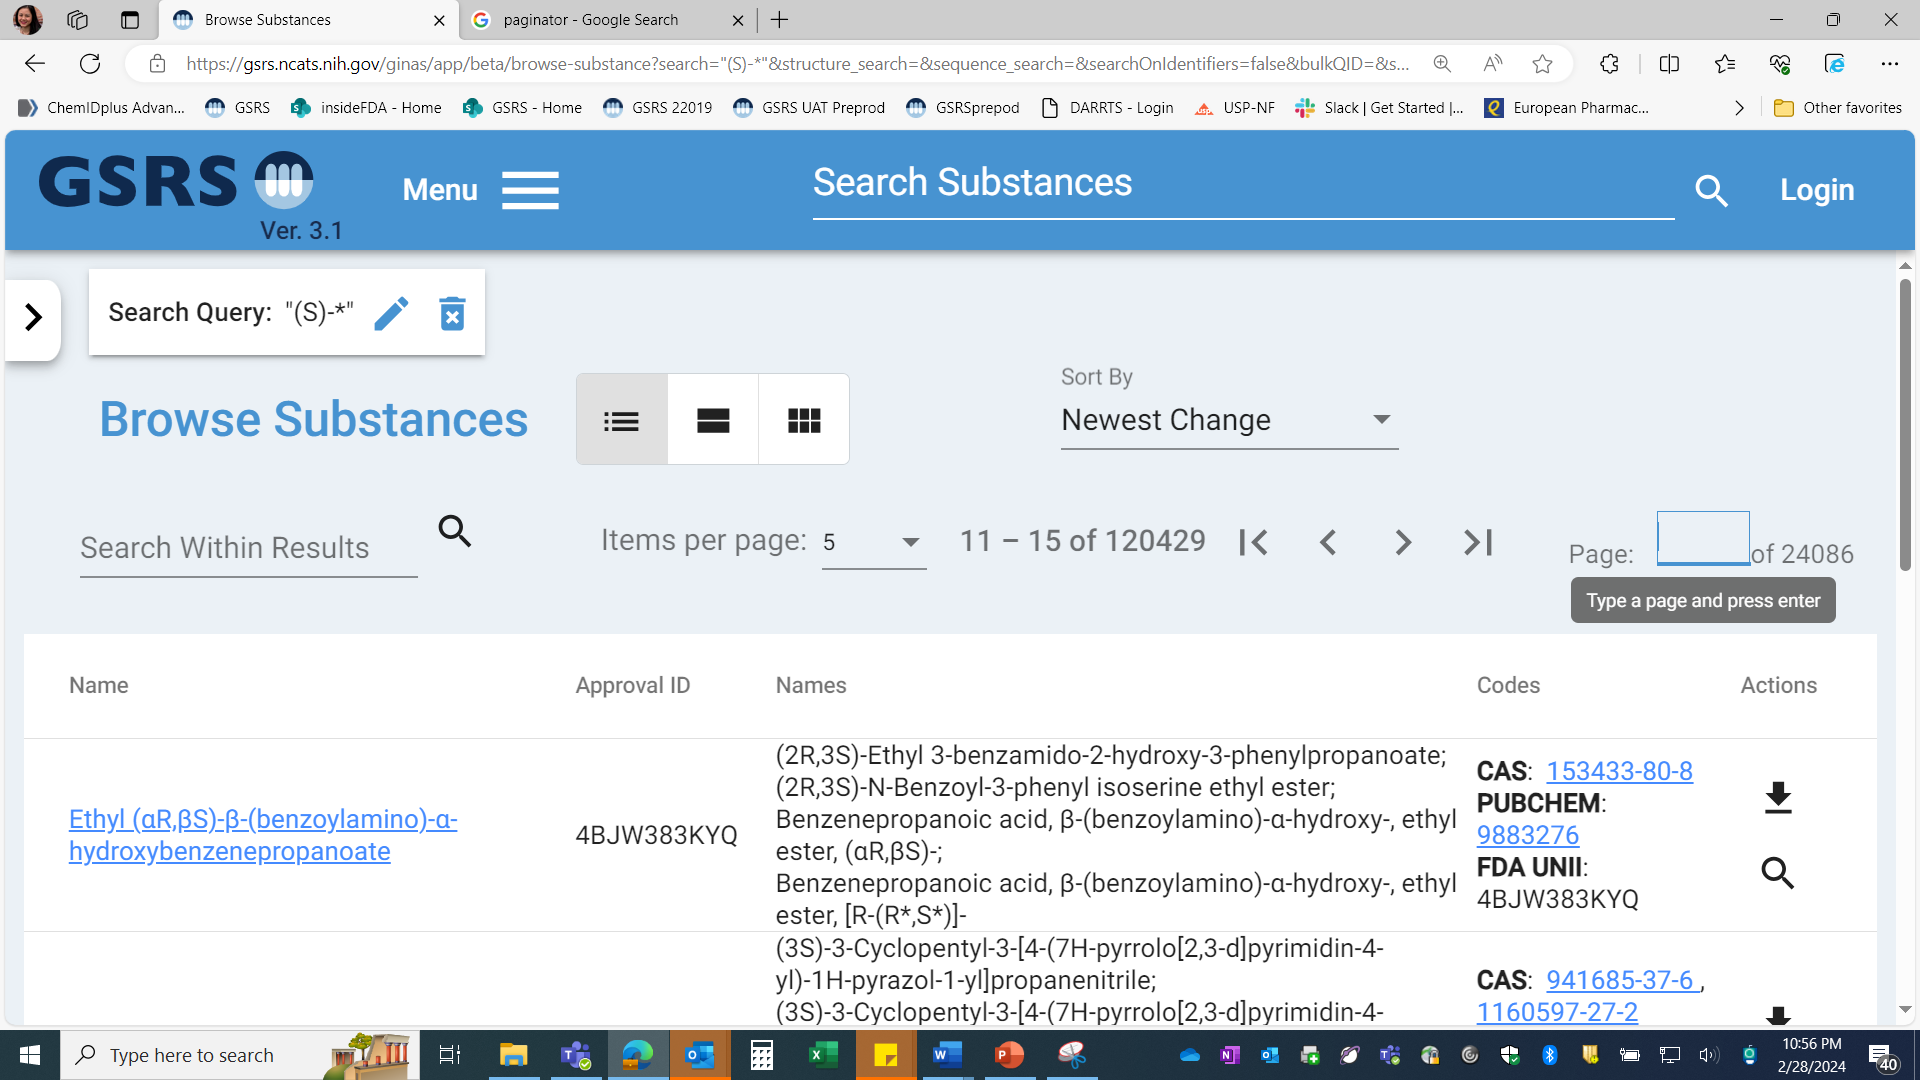 Browse Substances
paginator - Google Search
https://gsrs.ncats.nih.gov/ginas/app/beta/browse-substance?search="(S)-*"&structure_search=&sequence_search=&searchOnIdentifiers=false&bulkQID=&s...
ChemIDplus Advan...
GSRS
insideFDA - Home
GSRS - Home
GSRS 22019
GSRS UAT Preprod
GSRSprepod
DARRTS - Login
USP-NF
Slack | Get Started |...
European Pharmac...
Other favorites
GSRS
Ver. 3.1
Menu
Search Substances
Login
Search Query: "(S)-*"
Browse Substances
Sort By
Newest Change
Search Within Results
Items per page: 5
11 – 15 of 120429
Page: of 24086
Type a page and press enter
Name
Approval ID
Names
Codes
Actions
Ethyl (αR,βS)-β-(benzoylamino)-α-
hydroxybenzenepropanoate
4BJW383KYQ
(2R,3S)-Ethyl 3-benzamido-2-hydroxy-3-phenylpropanoate;
(2R,3S)-N-Benzoyl-3-phenyl isoserine ethyl ester;
Benzenepropanoic acid, β-(benzoylamino)-α-hydroxy-, ethyl
ester, (αR,βS)-;
Benzenepropanoic acid, β-(benzoylamino)-α-hydroxy-, ethyl
ester, [R-(R*,S*)]-
CAS: 153433-80-8
PUBCHEM:
9883276
FDA UNII:
4BJW383KYQ
(3S)-3-Cyclopentyl-3-[4-(7H-pyrrolo[2,3-d]pyrimidin-4-
yl)-1H-pyrazol-1-yl]propanenitrile;
(3S)-3-Cyclopentyl-3-[4-(7H-pyrrolo[2,3-d]pyrimidin-4-
CAS: 941685-37-6 ,
1160597-27-2
Type here to search
10:56 PM
2/28/2024
40